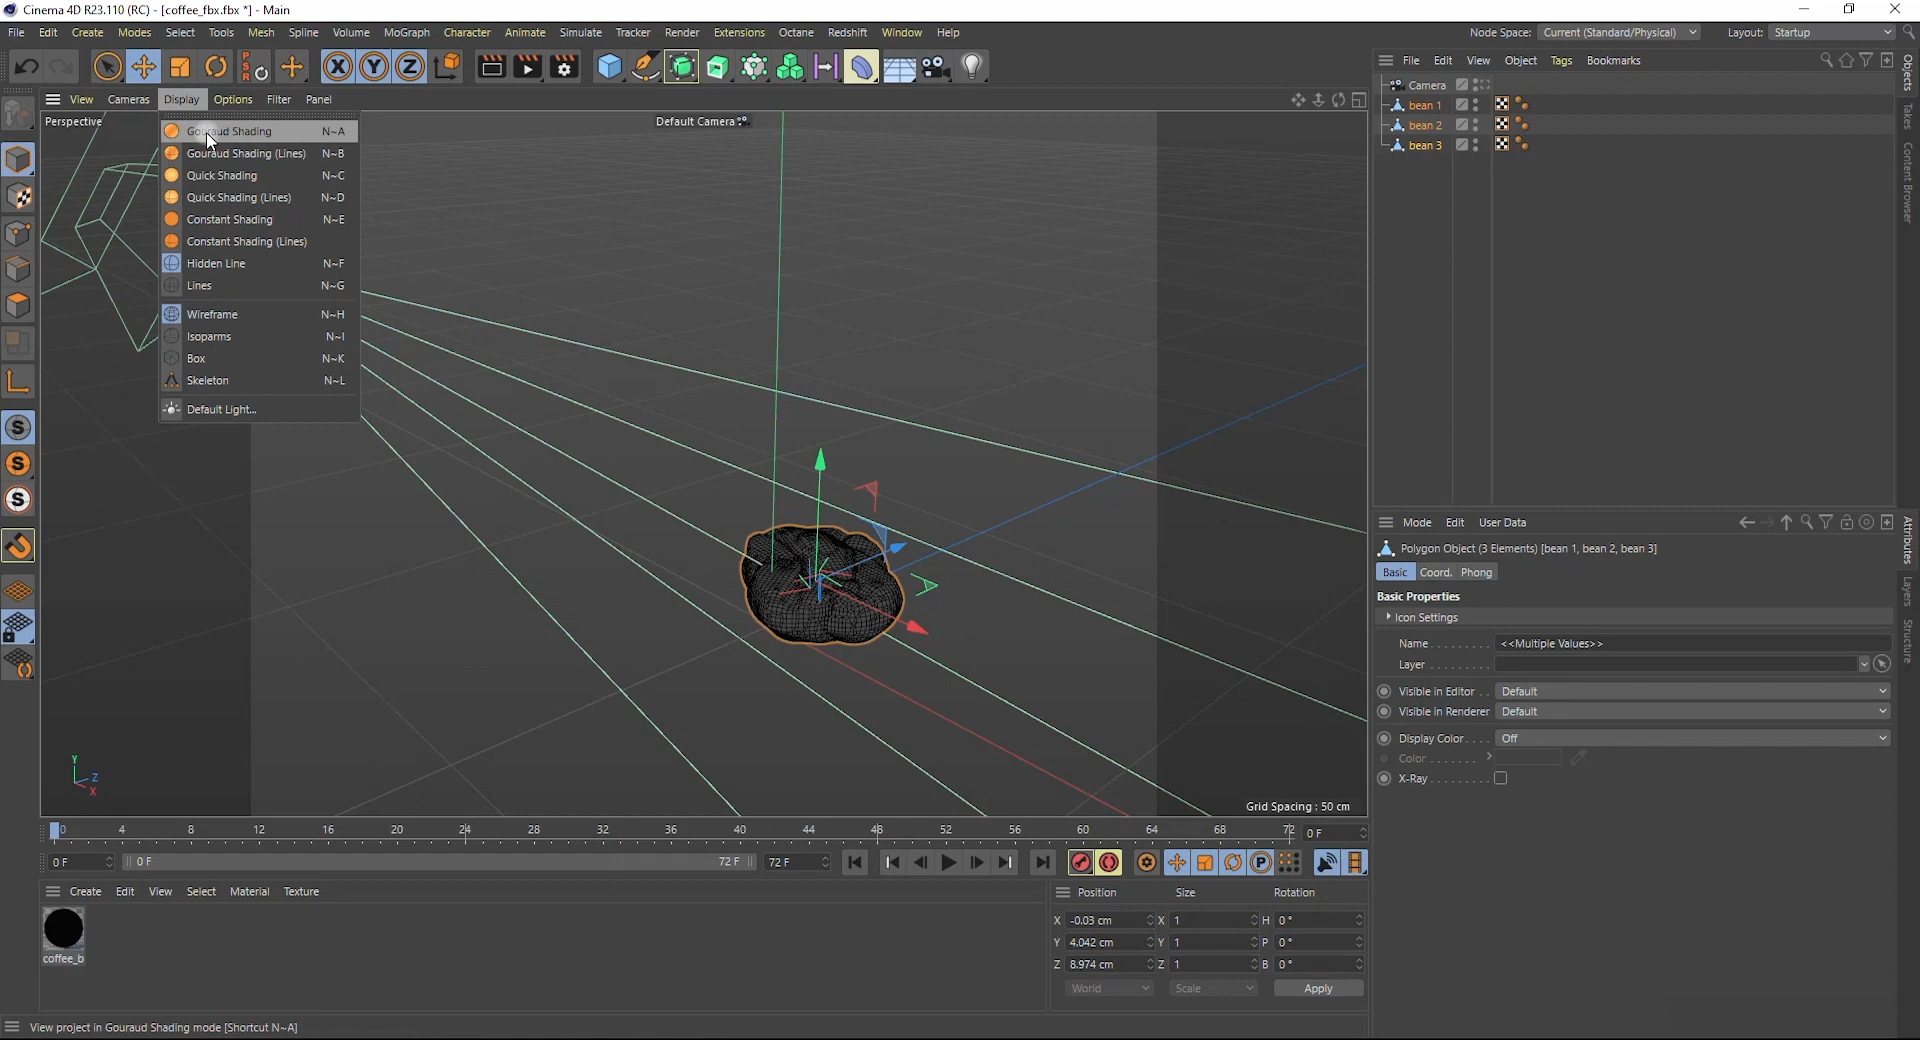 Cinema 4D R23.110 (RC) - [coffee_fbx.fbx *] - Main
File Edit Create Modes Select Tools Mesh Spline Volume MoGraph Character Animate Simulate Tracker Render Extensions Octane Redshift Window Help
Node Space: Current (Standard/Physical) Layout: Startup
View Cameras Display Options Filter Panel
Perspective
Default Camera
Gouraud Shading N~A
Gouraud Shading (Lines) N~B
Quick Shading N~C
Quick Shading (Lines) N~D
Constant Shading N~E
Constant Shading (Lines)
Hidden Line N~F
Lines N~G
Wireframe N~H
Isoparms N~I
Box N~K
Skeleton N~L
Default Light...
X Y Z
PSR
S
S
S
Y
Z
X
Grid Spacing : 50 cm
0 4 8 12 16 20 24 28 32 36 40 44 48 52 56 60 64 68 72 0 F
0 F 0 F 72 F 72 F
P
Create Edit View Select Material Texture
coffee_b
Position Size Rotation
X -0.03 cm X 1 H 0°
Y 4.042 cm Y 1 P 0°
Z 8.974 cm Z 1 B 0°
World Scale Apply
View project in Gouraud Shading mode [Shortcut N~A]
File Edit View Object Tags Bookmarks
Camera
bean 1
bean 2
bean 3
Objects
Takes
Content Browser
Mode Edit User Data
Polygon Object (3 Elements) [bean 1, bean 2, bean 3]
Basic Coord. Phong
Basic Properties
Icon Settings
Name . . . . . . . . . <<Multiple Values>>
Layer . . . . . . . . .
Visible in Editor . . Default
Visible in Renderer Default
Display Color. . . . Off
Color . . . . . . .
X-Ray. . . . . . . . . .
Attributes
Layers
Structure